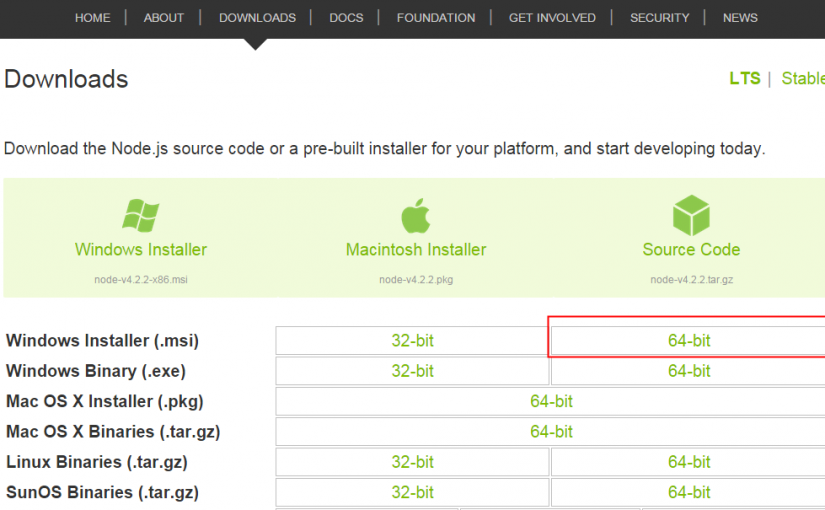 HOME | ABOUT | DOWNLOADS | DOCS | FOUNDATION | GET INVOLVED | SECURITY | NEWS
Downloads
LTS | Stable
Download the Node.js source code or a pre-built installer for your platform, and start developing today.
Windows Installer Macintosh Installer Source Code
node-v4.2.2-x86.msi node-v4.2.2.pkg node-v4.2.2.tar.gz
Windows Installer (.msi) 32-bit 64-bit
Windows Binary (.exe) 32-bit 64-bit
Mac OS X Installer (.pkg) 64-bit
Mac OS X Binaries (.tar.gz) 64-bit
Linux Binaries (.tar.gz) 32-bit 64-bit
SunOS Binaries (.tar.gz) 32-bit 64-bit